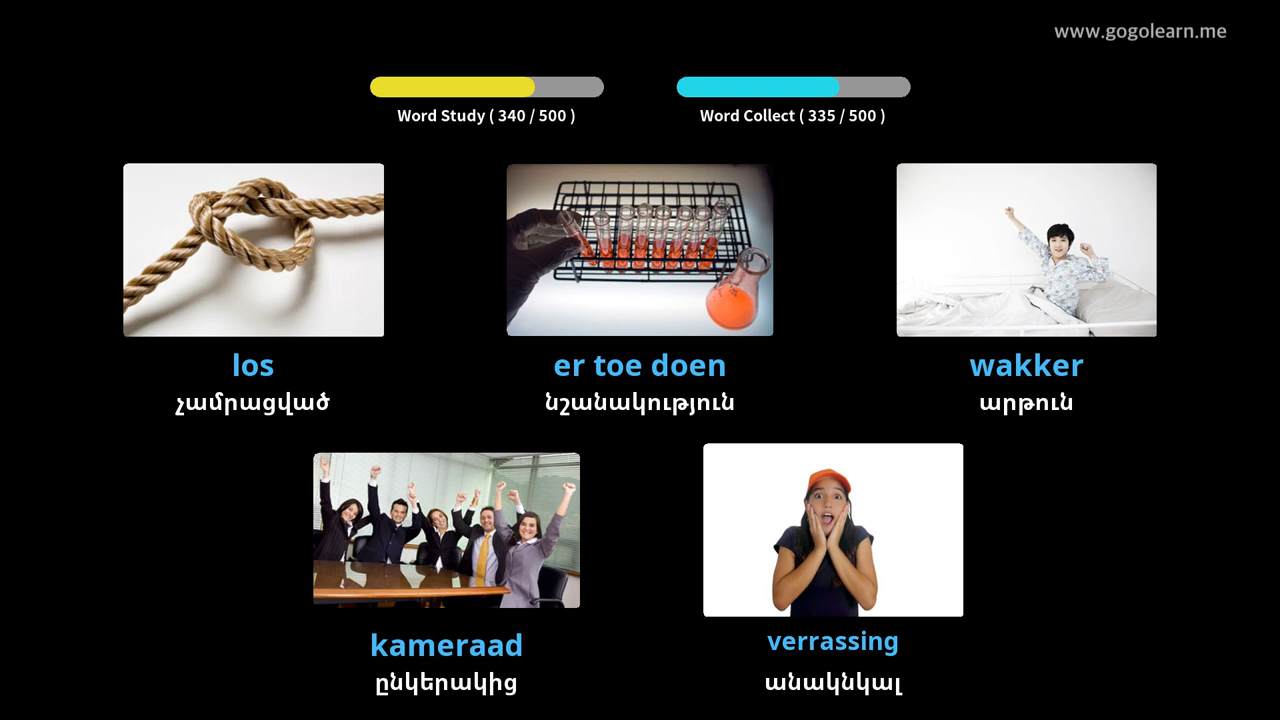 www.gogolearn.me
Word Study ( 340 / 500 )
Word Collect ( 335 / 500 )
los
er toe doen
wakker
չամրացված
նշանակություն
արթուն
kameraad
verrassing
ընկերակից
անակնկալ